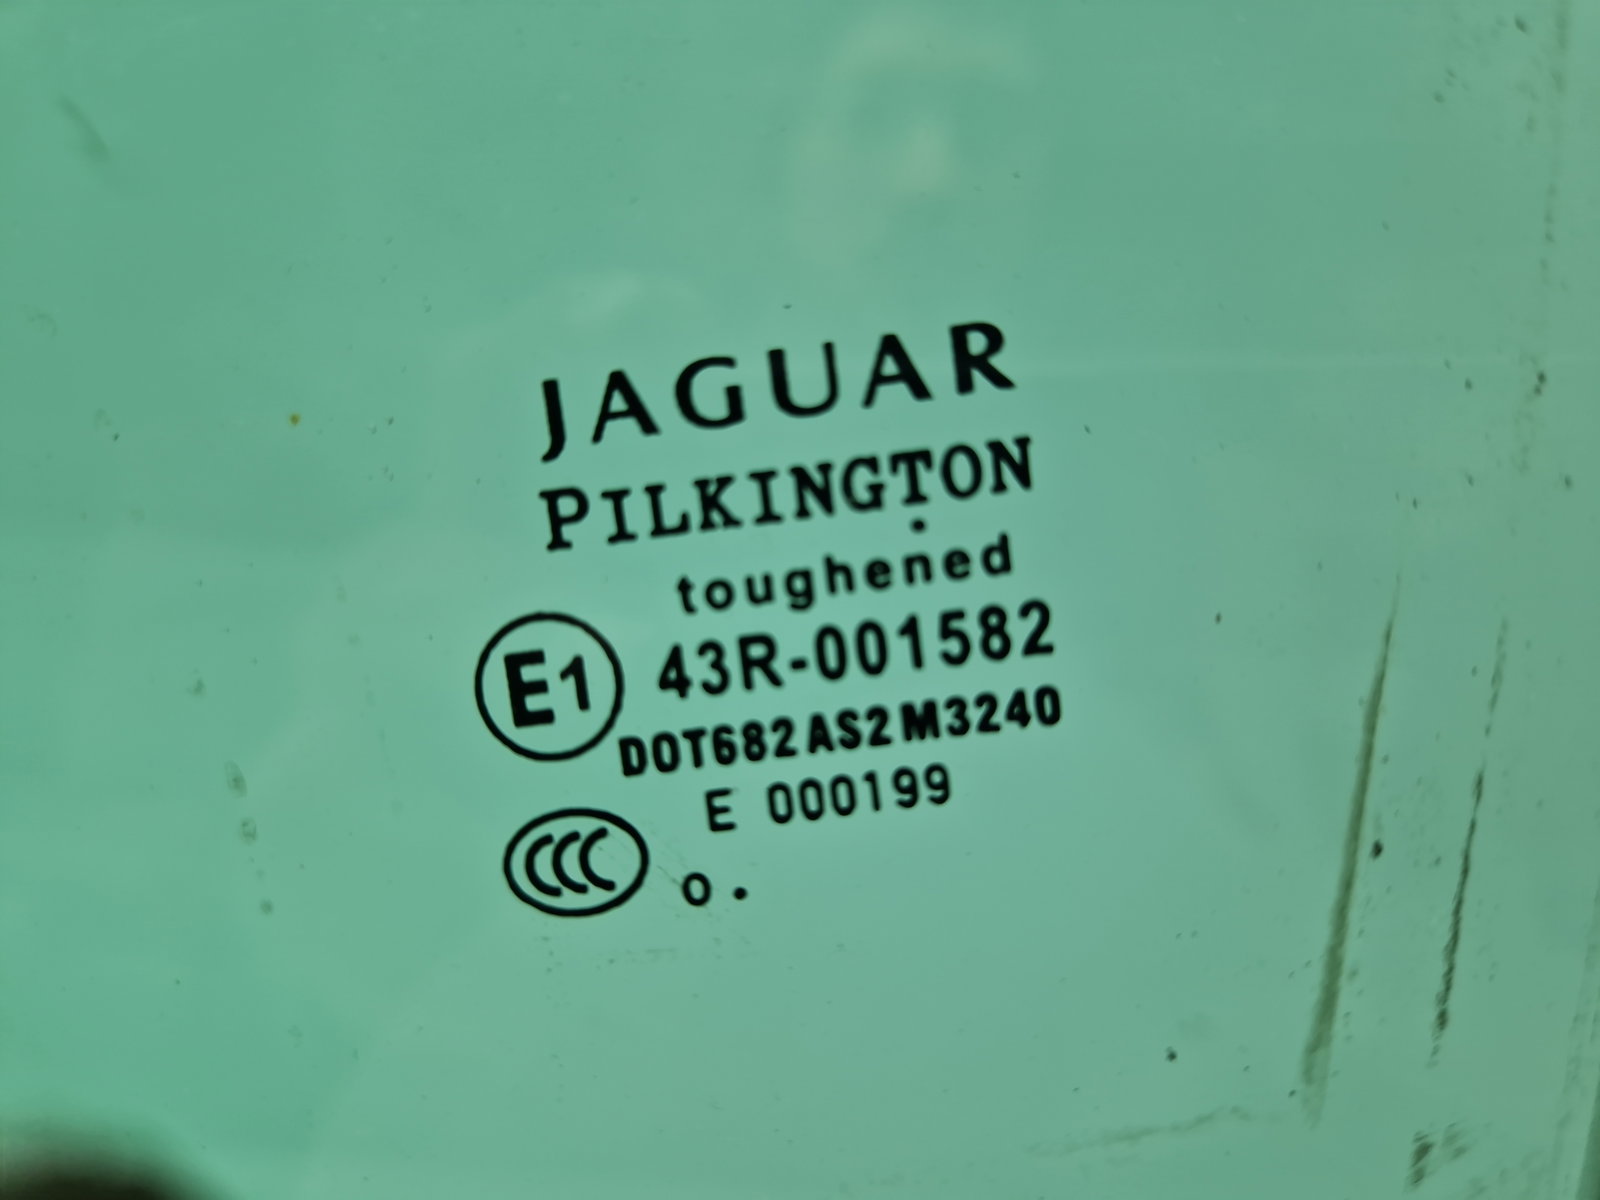 JAGUAR
PILKINGTON
.
toughened
E1 43R-001582
DOT682 AS2 M3240
E 000199
CCC o .